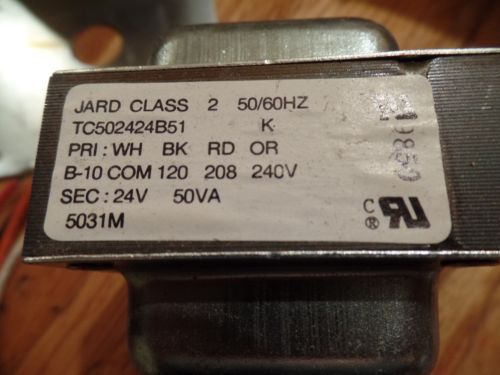 JARD CLASS 2 50/60HZ
TC502424B51 K
PRI : WH BK RD OR
B-10 COM 120 208 240V
SEC : 24V 50VA
5031M
C RU
®